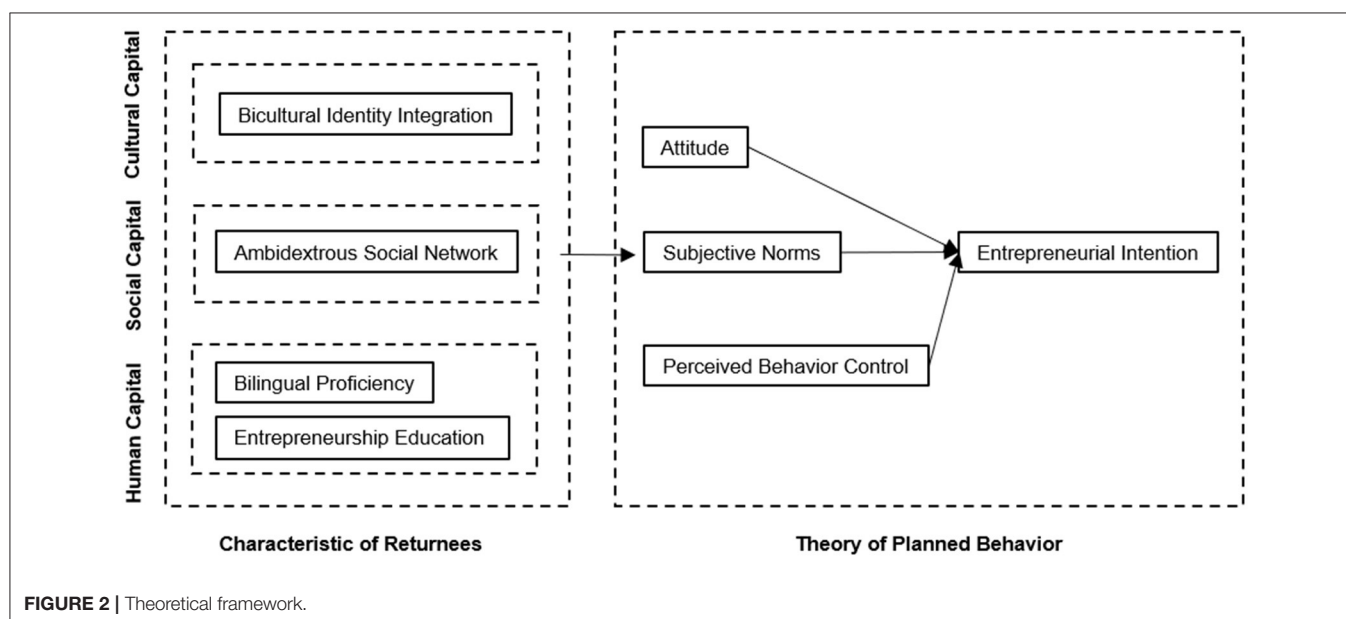 Cultural Capital
Bicultural Identity Integration
Social Capital
Ambidextrous Social Network
Human Capital
Bilingual Proficiency
Entrepreneurship Education
Characteristic of Returnees
Attitude
Subjective Norms
Perceived Behavior Control
Entrepreneurial Intention
Theory of Planned Behavior
FIGURE 2 | Theoretical framework.